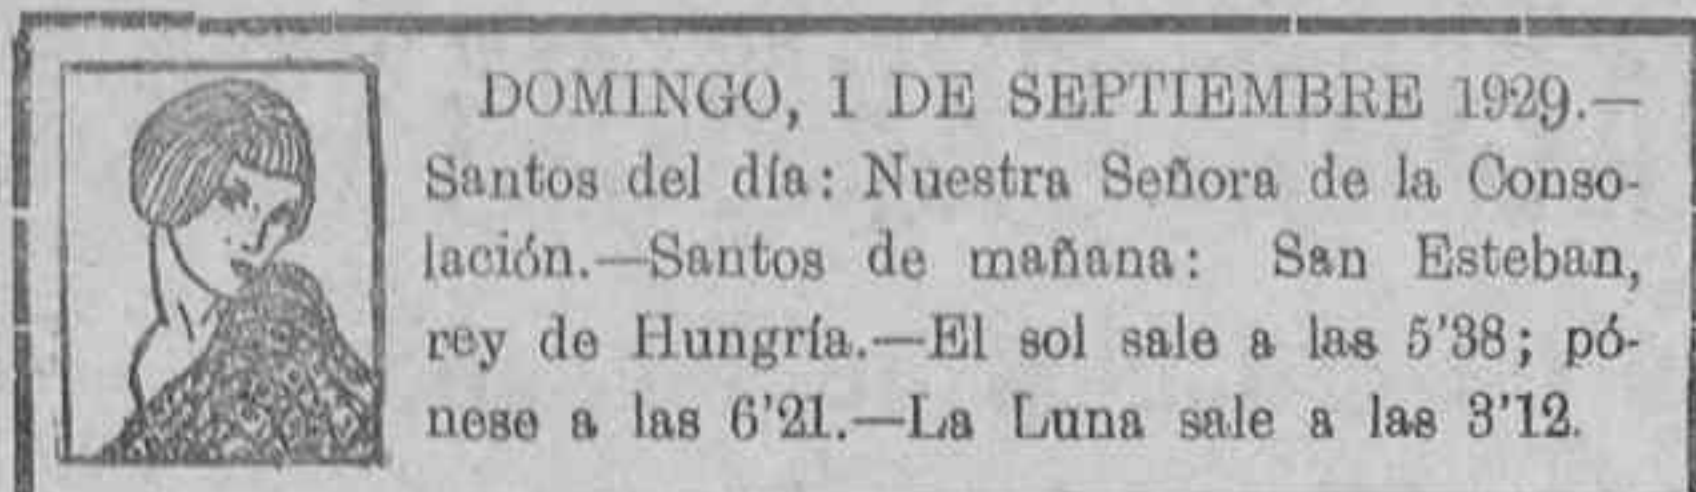 DOMINGO, 1 DE SEPTIEMBRE 1929.—
Santos del día: Nuestra Señora de la Conso-
lación.—Santos de mañana: San Esteban,
rey de Hungría.—El sol sale a las 5'38; pó-
nese a las 6'21.—La Luna sale a las 3'12.